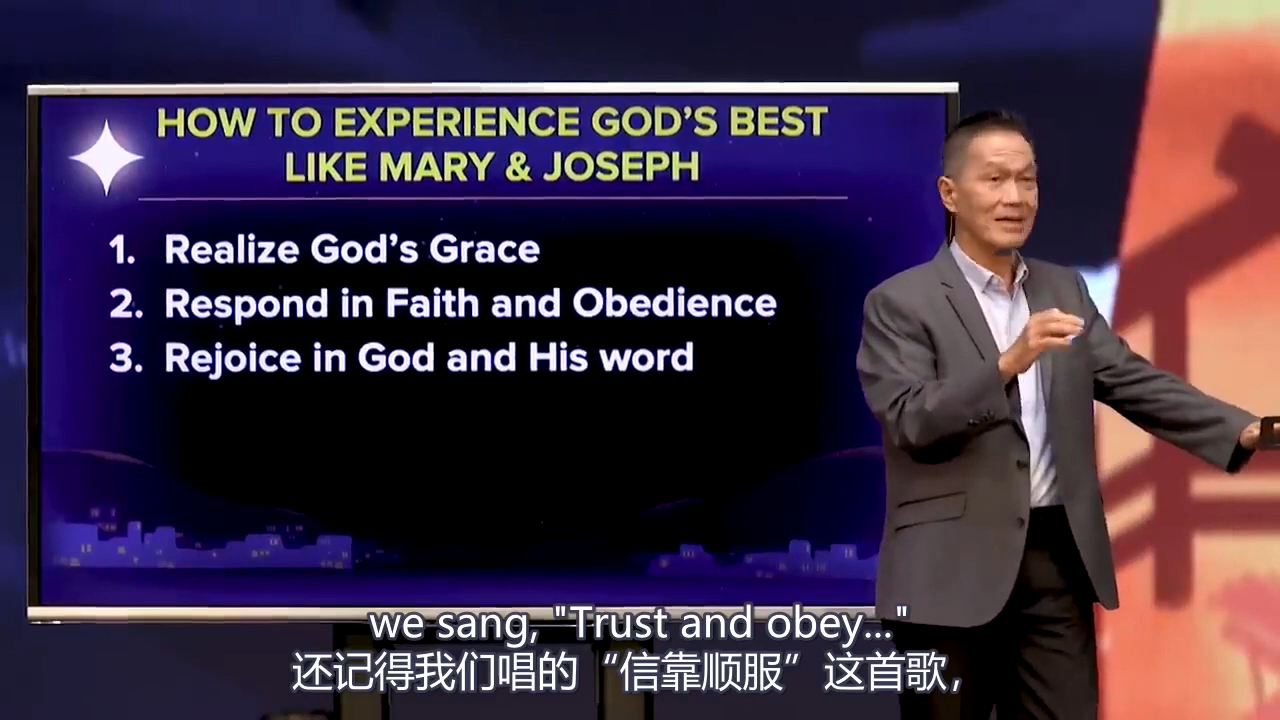 HOW TO EXPERIENCE GOD'S BEST
LIKE MARY & JOSEPH
1. Realize God's Grace
2. Respond in Faith and Obedience
3. Rejoice in God and His word
we sang, "Trust and obey..."
还记得我们唱的“信靠顺服”这首歌，